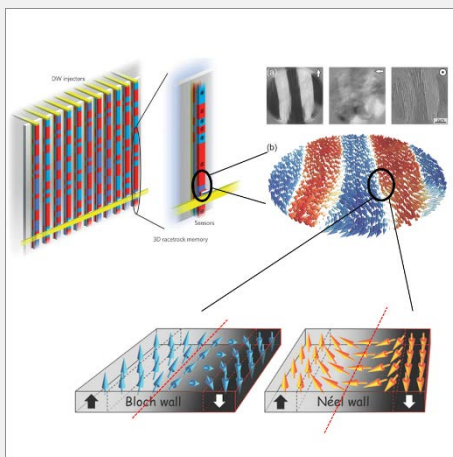 DW injectors
(a)
(b)
Sensors
3D racetrack memory
Bloch wall
Néel wall